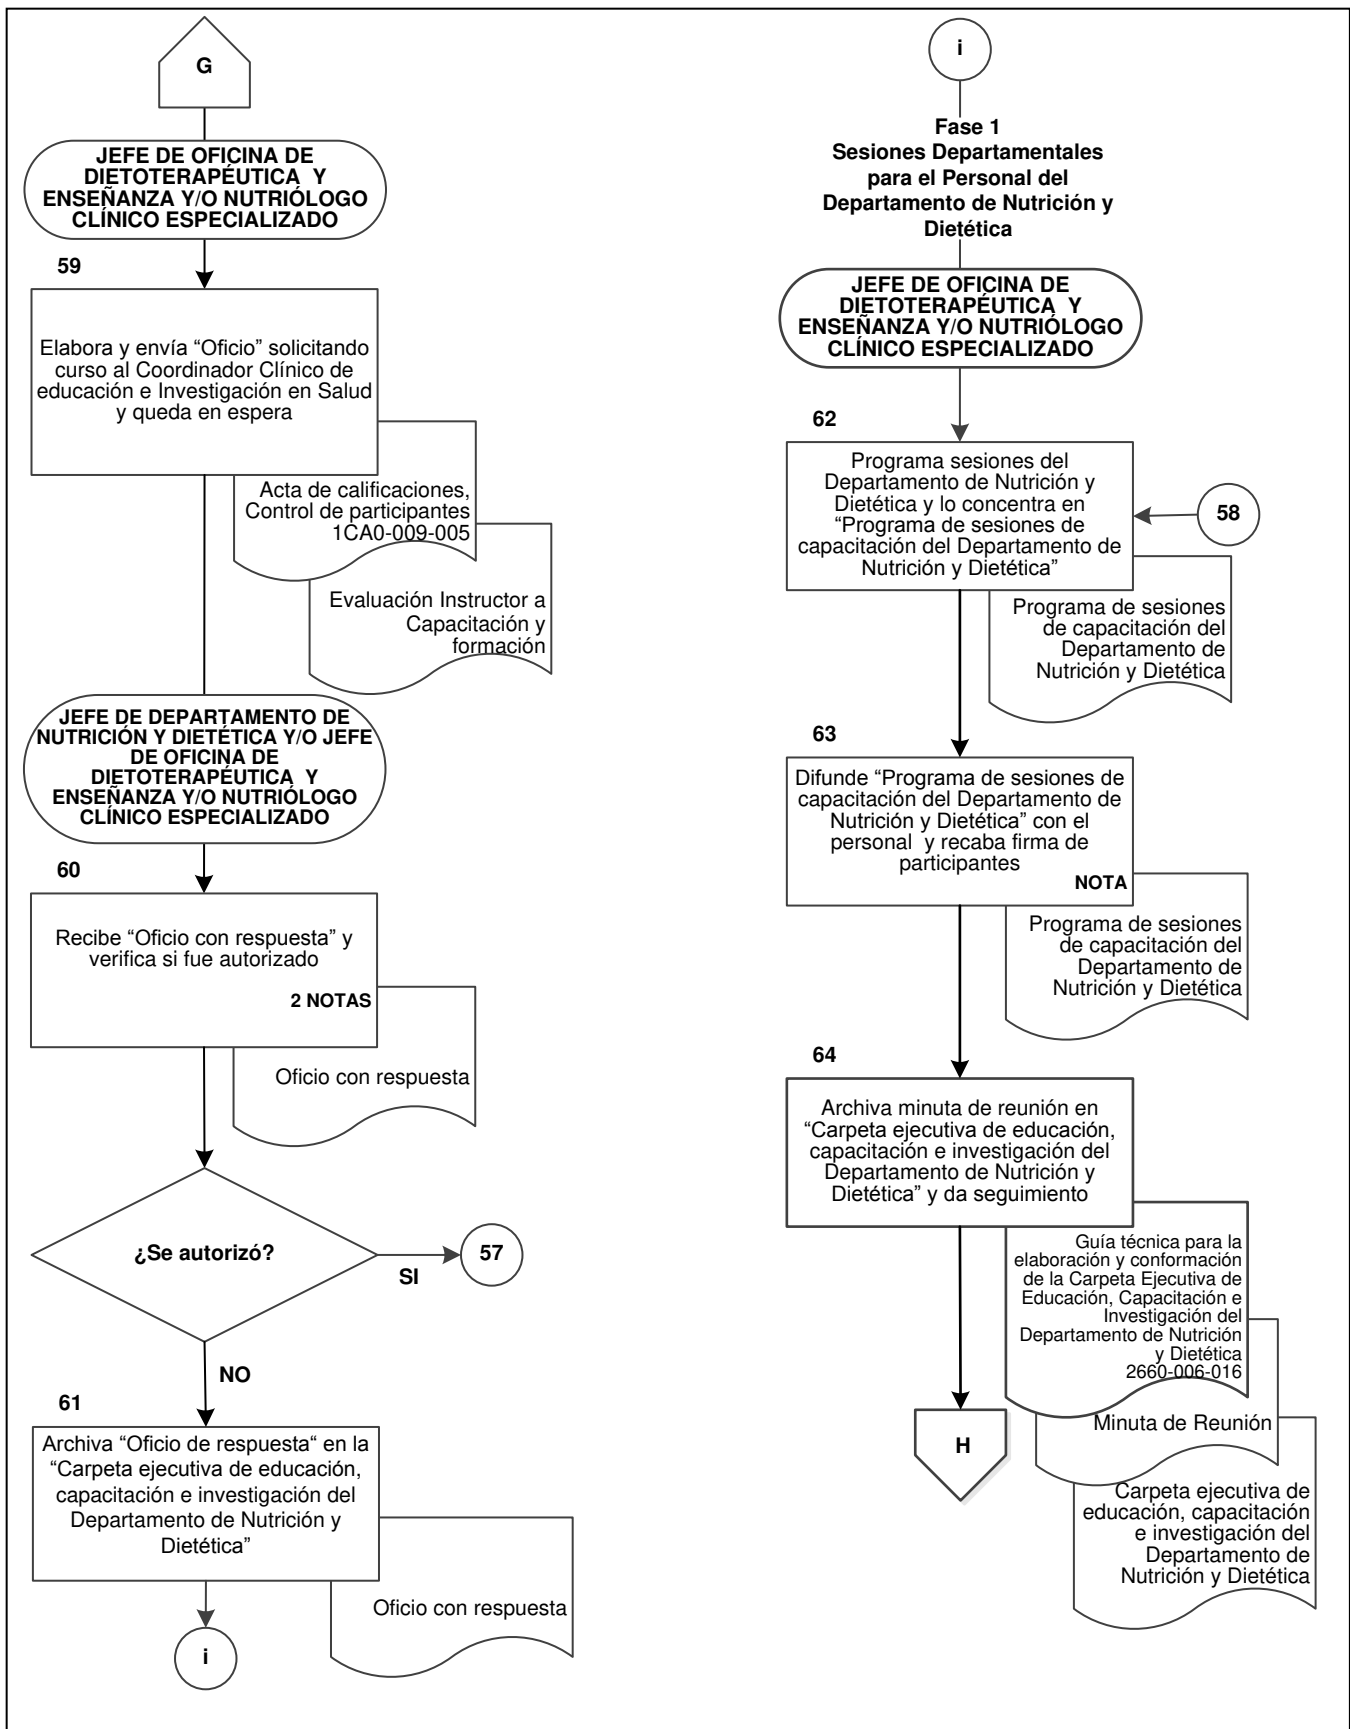 G
JEFE DE OFICINA DE
DIETOTERAPÉUTICA Y
ENSEÑANZA Y/O NUTRIÓLOGO
CLÍNICO ESPECIALIZADO
59
Elabora y envía “Oficio” solicitando
curso al Coordinador Clínico de
educación e Investigación en Salud
y queda en espera
Acta de calificaciones,
Control de participantes
1CA0-009-005
Evaluación Instructor a
Capacitación y
formación
JEFE DE DEPARTAMENTO DE
NUTRICIÓN Y DIETÉTICA Y/O JEFE
DE OFICINA DE
DIETOTERAPÉUTICA Y
ENSEÑANZA Y/O NUTRIÓLOGO
CLÍNICO ESPECIALIZADO
60
Recibe “Oficio con respuesta” y
verifica si fue autorizado
2 NOTAS
Oficio con respuesta
¿Se autorizó?
SI
57
NO
61
Archiva “Oficio de respuesta“ en la
“Carpeta ejecutiva de educación,
capacitación e investigación del
Departamento de Nutrición y
Dietética”
Oficio con respuesta
i
i
Fase 1
Sesiones Departamentales
para el Personal del
Departamento de Nutrición y
Dietética
JEFE DE OFICINA DE
DIETOTERAPÉUTICA Y
ENSEÑANZA Y/O NUTRIÓLOGO
CLÍNICO ESPECIALIZADO
62
Programa sesiones del
Departamento de Nutrición y
Dietética y lo concentra en
“Programa de sesiones de
capacitación del Departamento de
Nutrición y Dietética”
58
Programa de sesiones
de capacitación del
Departamento de
Nutrición y Dietética
63
Difunde “Programa de sesiones de
capacitación del Departamento de
Nutrición y Dietética” con el
personal y recaba firma de
participantes
NOTA
Programa de sesiones
de capacitación del
Departamento de
Nutrición y Dietética
64
Archiva minuta de reunión en
“Carpeta ejecutiva de educación,
capacitación e investigación del
Departamento de Nutrición y
Dietética” y da seguimiento
Guía técnica para la
elaboración y conformación
de la Carpeta Ejecutiva de
Educación, Capacitación e
Investigación del
Departamento de Nutrición
y Dietética
2660-006-016
Minuta de Reunión
Carpeta ejecutiva de
educación, capacitación
e investigación del
Departamento de
Nutrición y Dietética
H